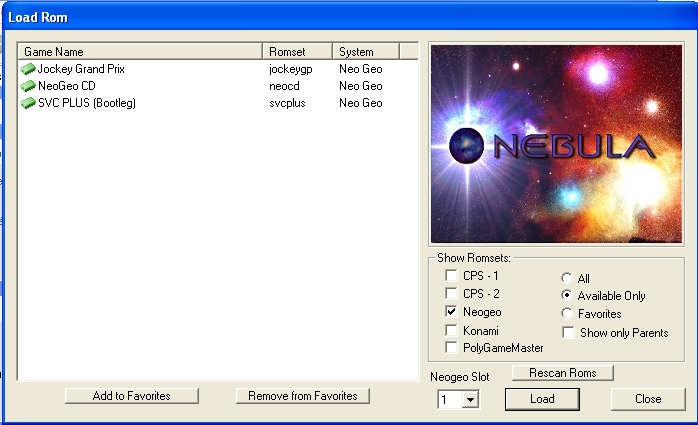 Load Rom
Game Name Romset System
Jockey Grand Prix jockeygp Neo Geo
NeoGeo CD neocd Neo Geo
SVC PLUS (Bootleg) svcplus Neo Geo
NEBULA
Show Romsets:
CPS - 1
CPS - 2
Neogeo
Konami
PolyGameMaster
All
Available Only
Favorites
Show only Parents
Neogeo Slot
Rescan Roms
Add to Favorites
Remove from Favorites
1
Load
Close